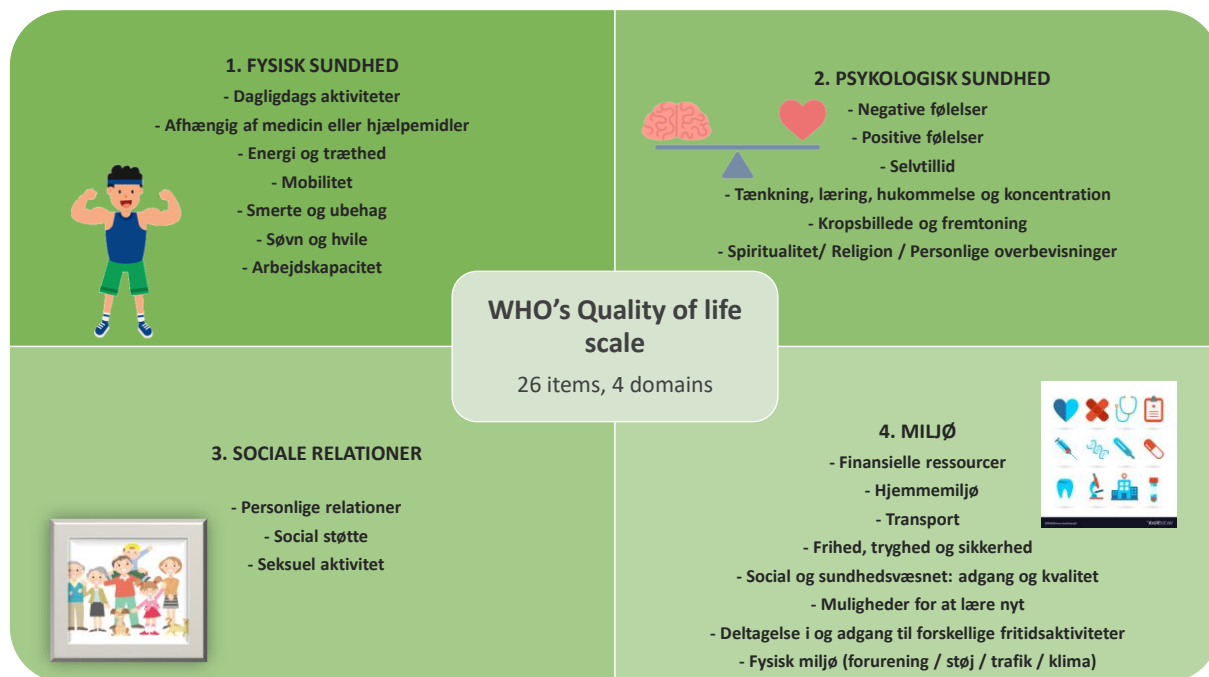 1. FYSISK SUNDHED
- Dagligdags aktiviteter
- Afhængig af medicin eller hjælpemidler
- Energi og træthed
- Mobilitet
- Smerte og ubehag
- Søvn og hvile
- Arbejdskapacitet
2. PSYKOLOGISK SUNDHED
- Negative følelser
- Positive følelser
- Selvtillid
- Tænkning, læring, hukommelse og koncentration
- Kropsbillede og fremtoning
- Spiritualitet/ Religion / Personlige overbevisninger
WHO’s Quality of life
scale
26 items, 4 domains
3. SOCIALE RELATIONER
- Personlige relationer
- Social støtte
- Seksuel aktivitet
4. MILJØ
- Finansielle ressourcer
- Hjemmemiljø
- Transport
- Frihed, tryghed og sikkerhed
- Social og sundhedsvæsnet: adgang og kvalitet
- Muligheder for at lære nyt
- Deltagelse i og adgang til forskellige fritidsaktiviteter
- Fysisk miljø (forurening / støj / trafik / klima)